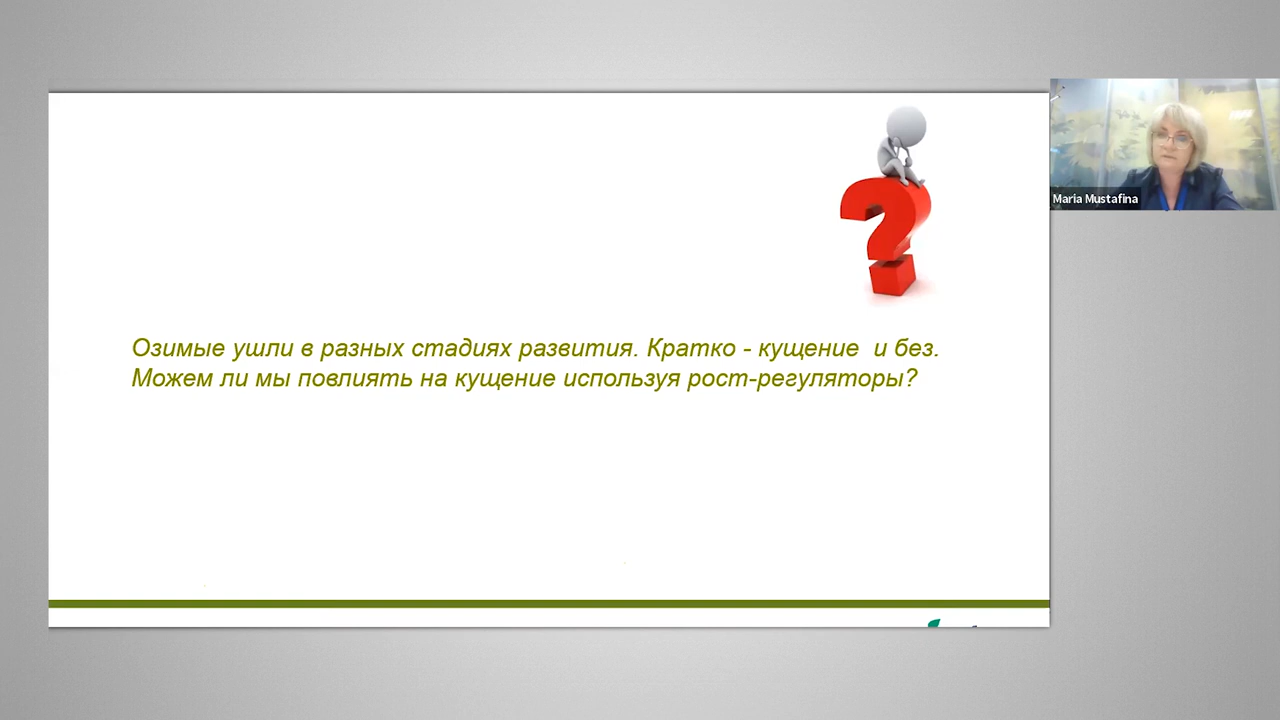 Maria Mustafina
Озимые ушли в разных стадиях развития. Кратко - кущение  и без.
Можем ли мы повлиять на кущение используя рост-регуляторы?